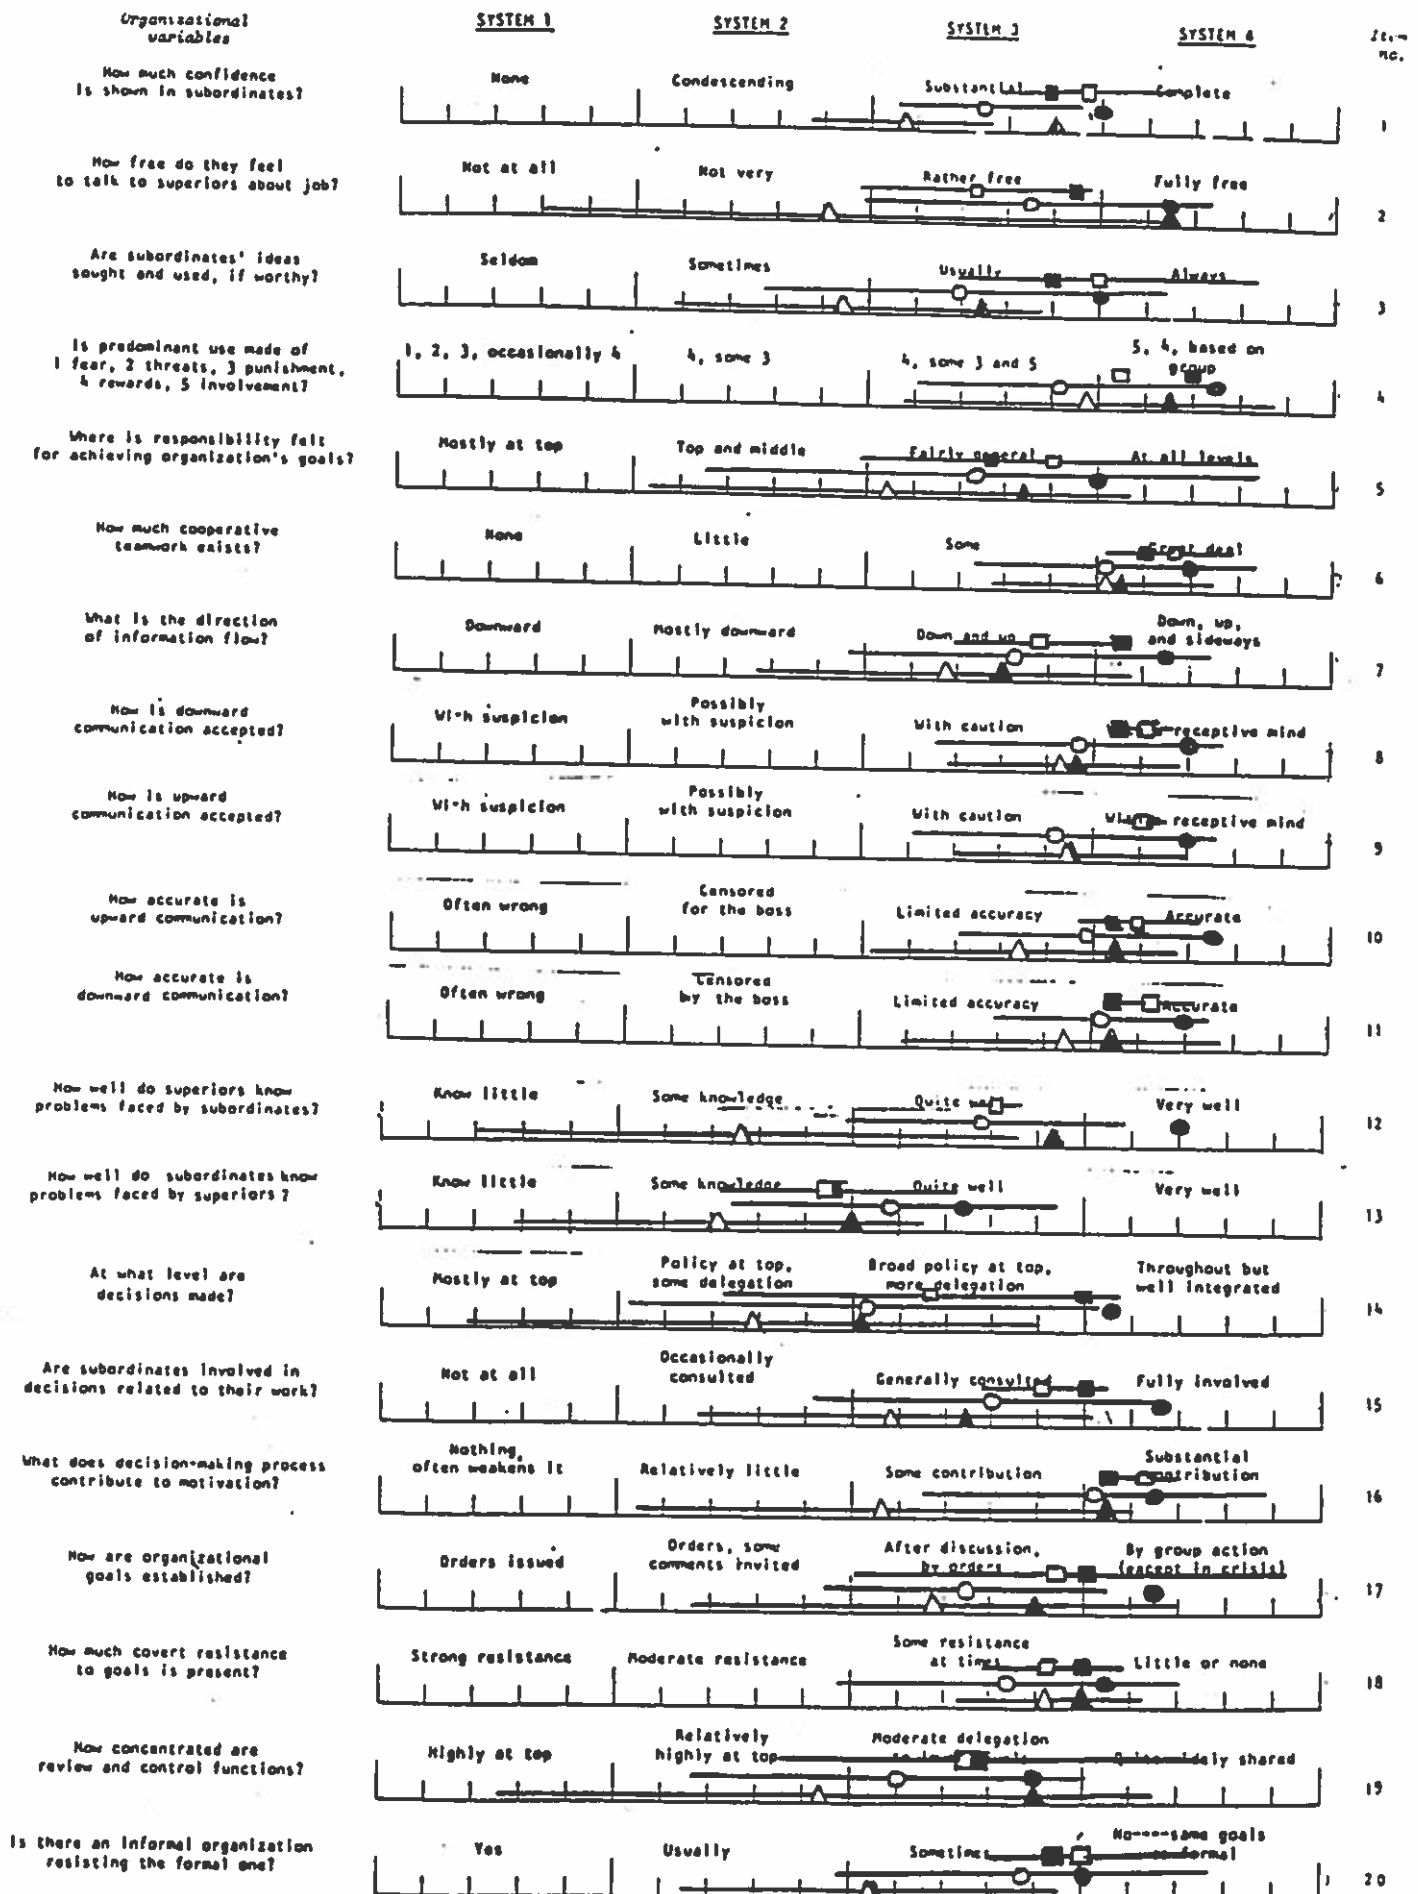 Organizational
variables
SYSTEM 1
SYSTEM 2
SYSTEM 3
SYSTEM 4
Item
no.
How much confidence
is shown in subordinates?
None
Condescending
Substantial
Complete
1
How free do they feel
to talk to superiors about job?
Not at all
Not very
Rather free
Fully free
2
Are subordinates' ideas
sought and used, if worthy?
Seldom
Sometimes
Usually
Always
3
Is predominant use made of
1 fear, 2 threats, 3 punishment,
4 rewards, 5 involvement?
1, 2, 3, occasionally 4
4, some 3
4, some 3 and 5
5, 4, based on
group
4
Where is responsibility felt
for achieving organization's goals?
Mostly at top
Top and middle
Fairly general
At all levels
5
How much cooperative
teamwork exists?
None
Little
Some
Great deal
6
What is the direction
of information flow?
Downward
Mostly downward
Down and up
Down, up,
and sideways
7
How is downward
communication accepted?
With suspicion
Possibly
with suspicion
With caution
receptive mind
8
How is upward
communication accepted?
With suspicion
Possibly
with suspicion
With caution
receptive mind
9
How accurate is
upward communication?
Often wrong
Censored
for the boss
Limited accuracy
Accurate
10
How accurate is
downward communication?
Often wrong
Censored
by the boss
Limited accuracy
Accurate
11
How well do superiors know
problems faced by subordinates?
Know little
Some knowledge
Quite
Very well
12
How well do subordinates know
problems faced by superiors?
Know little
Some knowledge
Quite well
Very well
13
At what level are
decisions made?
Mostly at top
Policy at top,
some delegation
Broad policy at top,
more delegation
Throughout but
well integrated
14
Are subordinates involved in
decisions related to their work?
Not at all
Occasionally
consulted
Generally consulted
Fully involved
15
What does decision-making process
contribute to motivation?
Nothing,
often weakens it
Relatively little
Some contribution
Substantial
contribution
16
How are organizational
goals established?
Orders issued
Orders, some
comments invited
After discussion,
by orders
By group action
(except in crisis)
17
How much covert resistance
to goals is present?
Strong resistance
Moderate resistance
Some resistance
at times
Little or none
18
How concentrated are
review and control functions?
Highly at top
Relatively
highly at top
Moderate delegation
shared
19
Is there an informal organization
resisting the formal one?
Yes
Usually
Sometimes
No----same goals
formal
20